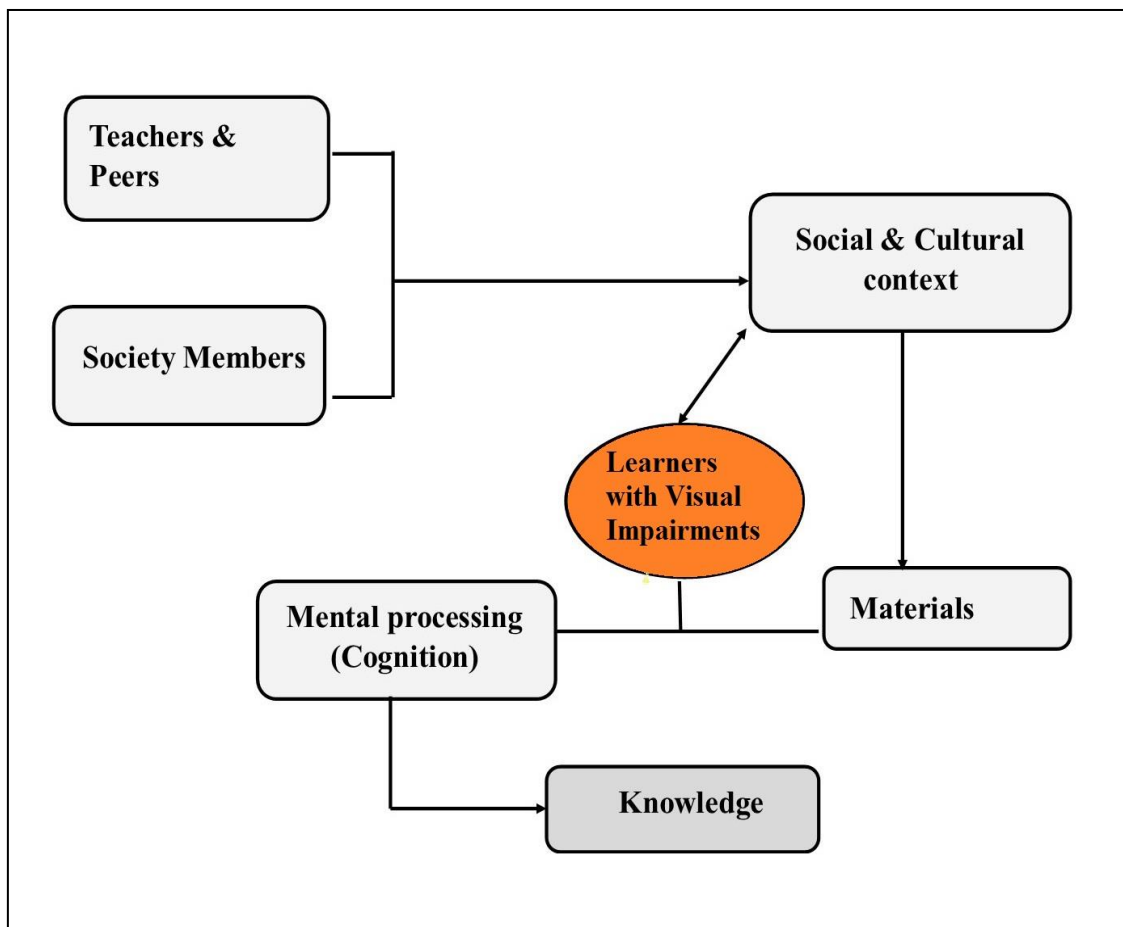 Teachers &
Peers
Social & Cultural
context
Society Members
Learners
with Visual
Impairments
Mental processing
(Cognition)
Materials
Knowledge